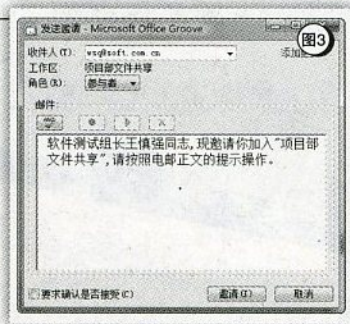 发送邀请 - Microsoft Office Groove
图3
收件人(T): wsq@soft.com.cn
工作区 项目部文件共享
角色(R): 参与者
邮件:
软件测试组长王慎强同志,现邀请你加入"项目部
文件共享",请按照电邮正文的提示操作。
要求确认是否接受(C)
邀请(I)
取消